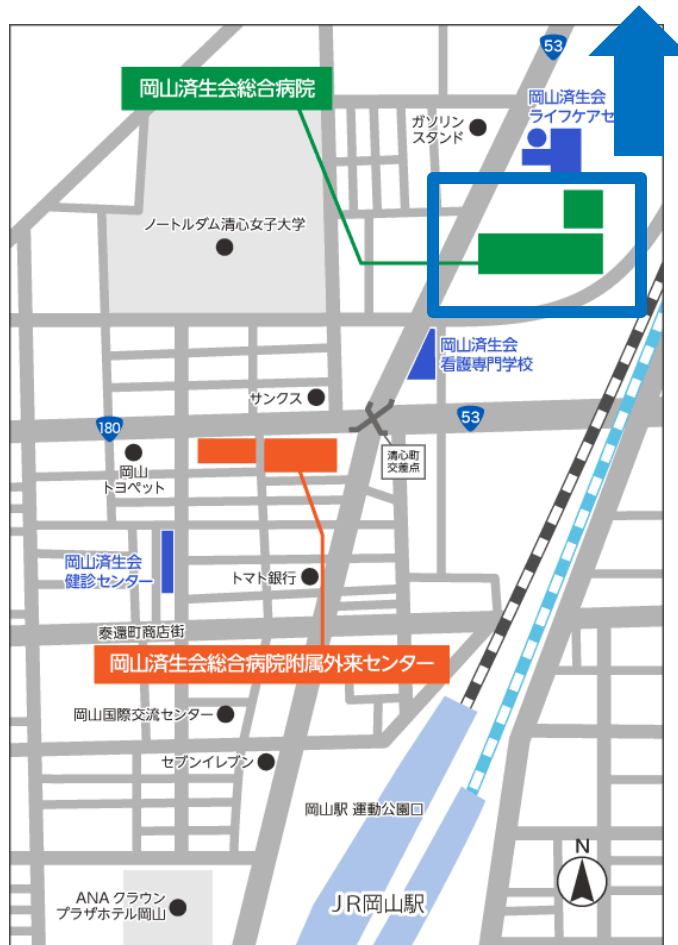 53
岡山済生会総合病院
岡山済生会
ライフケアセ
ガソリン
スタンド
ノートルダム清心女子大学
岡山済生会
看護専門学校
サンクス
180
53
清心町
交差点
岡山
トヨペット
岡山済生会
健診センター
トマト銀行
奉還町商店街
岡山済生会総合病院附属外来センター
岡山国際交流センター
セブンイレブン
岡山駅 運動公園口
N
ANA クラウン
プラザホテル岡山
JR岡山駅